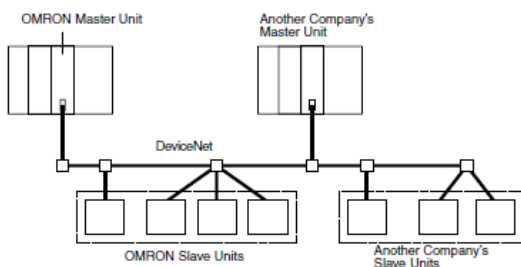 OMRON Master Unit
Another Company's
Master Unit
DeviceNet
OMRON Slave Units
Another Company's
Slave Units